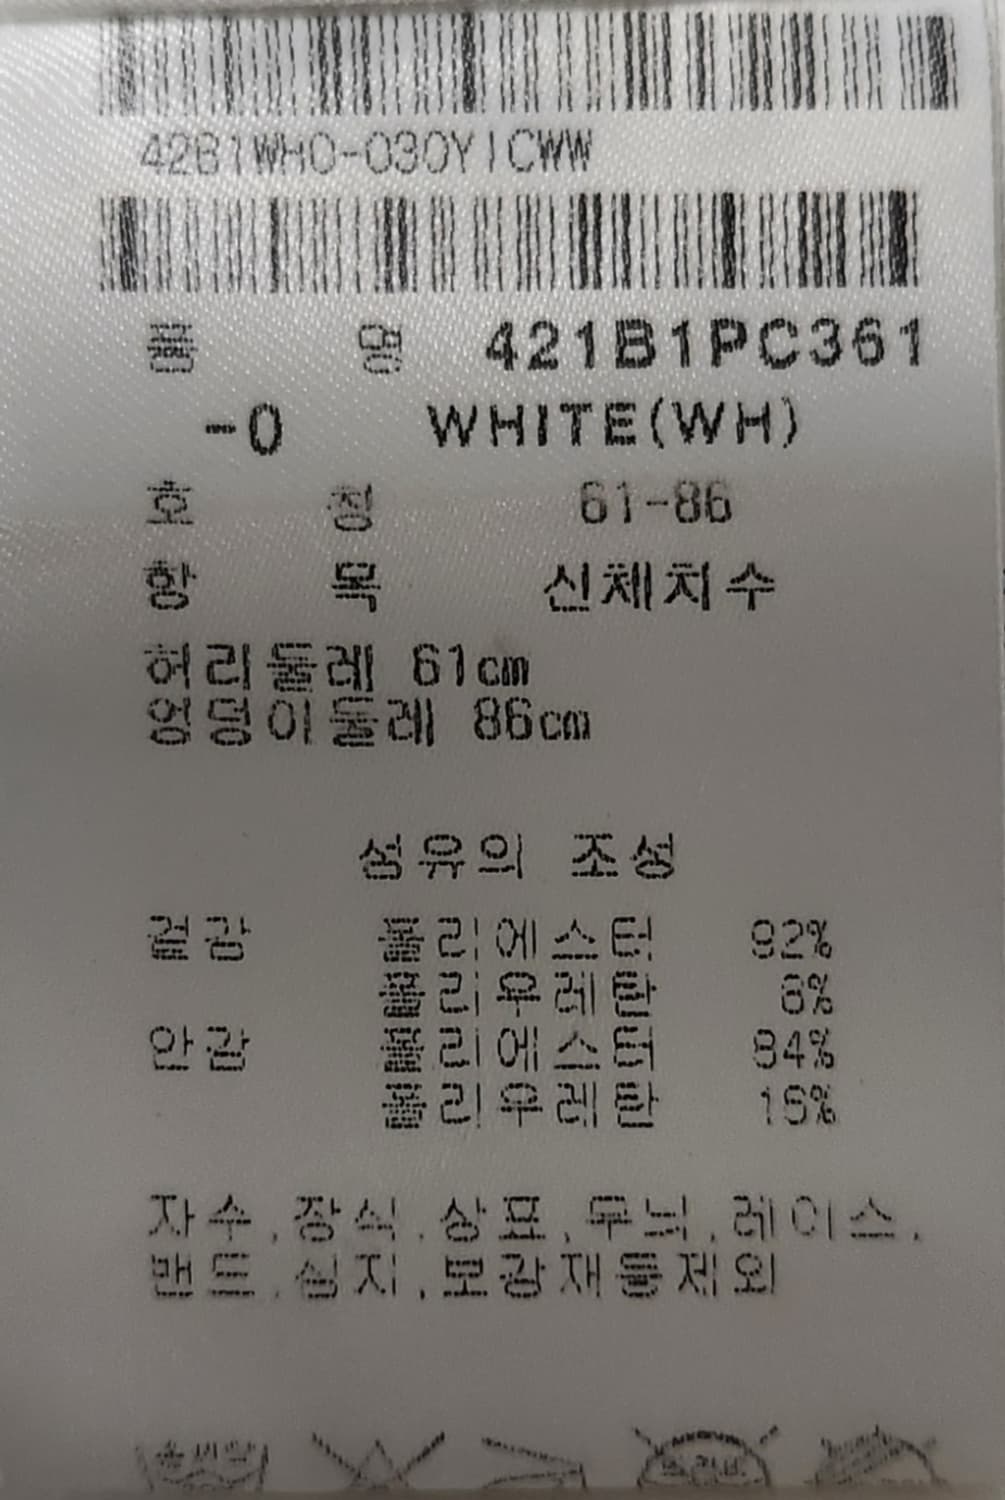 4281WH0-030YICWW
품 명 421B1PC361
-0 WHITE(WH)
호 칭 61-86
항 목 신체치수
허리둘레 61cm
엉덩이둘레 86cm
섬유의 조성
겉감 폴리에스터 92%
폴리우레탄 8%
안감 폴리에스터 84%
폴리우레탄 16%
자수,장식,상표,무늬,레이스,
밴드,심지,보강재등제외